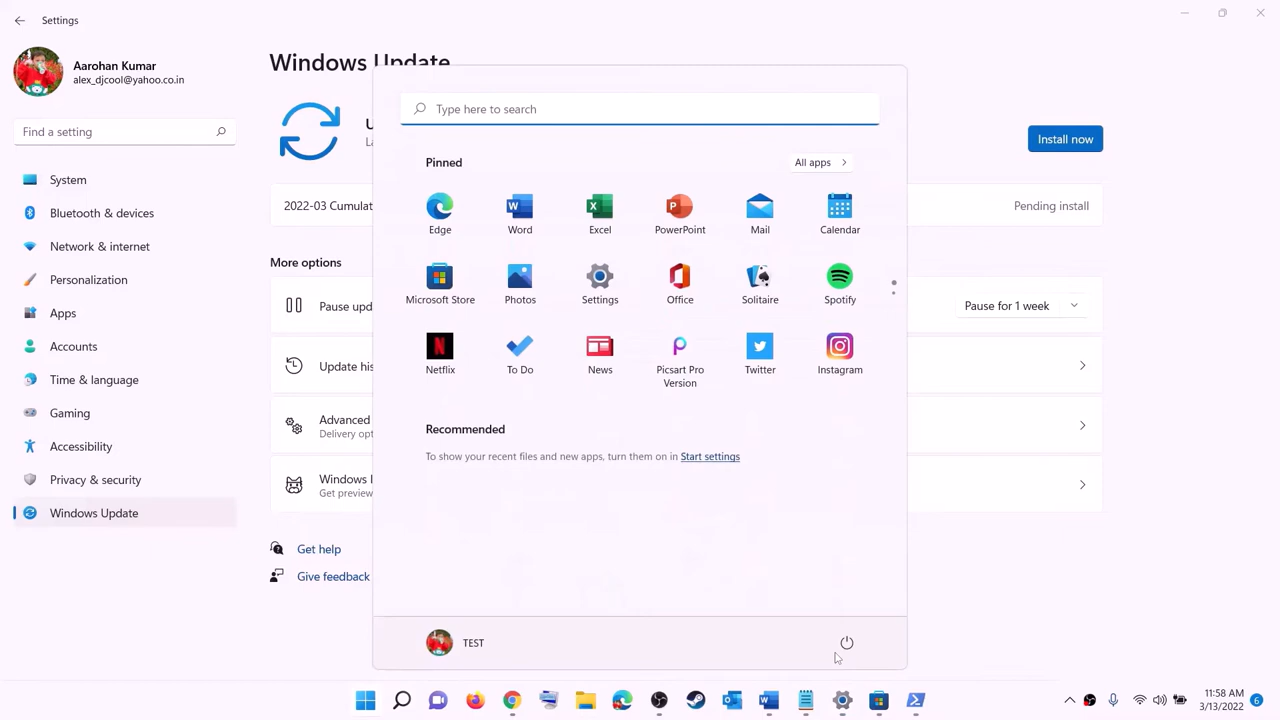 Settings
Aarohan Kumar
alex_djcool@yahoo.co.in
Find a setting
System
Bluetooth & devices
Network & internet
Personalization
Apps
Accounts
Time & language
Gaming
Accessibility
Privacy & security
Windows Update
Windows Update
Install now
2022-03 Cumulat
Pending install
More options
Pause upd
Pause for 1 week
Update his
Advanced
Delivery opt
Windows I
Get preview
Get help
Give feedback
Type here to search
Pinned
All apps
Edge
Word
Excel
PowerPoint
Mail
Calendar
Microsoft Store
Photos
Settings
Office
Solitaire
Spotify
Netflix
To Do
News
Picsart Pro
Version
Twitter
Instagram
Recommended
To show your recent files and new apps, turn them on in Start settings
TEST
11:58 AM
3/13/2022
6